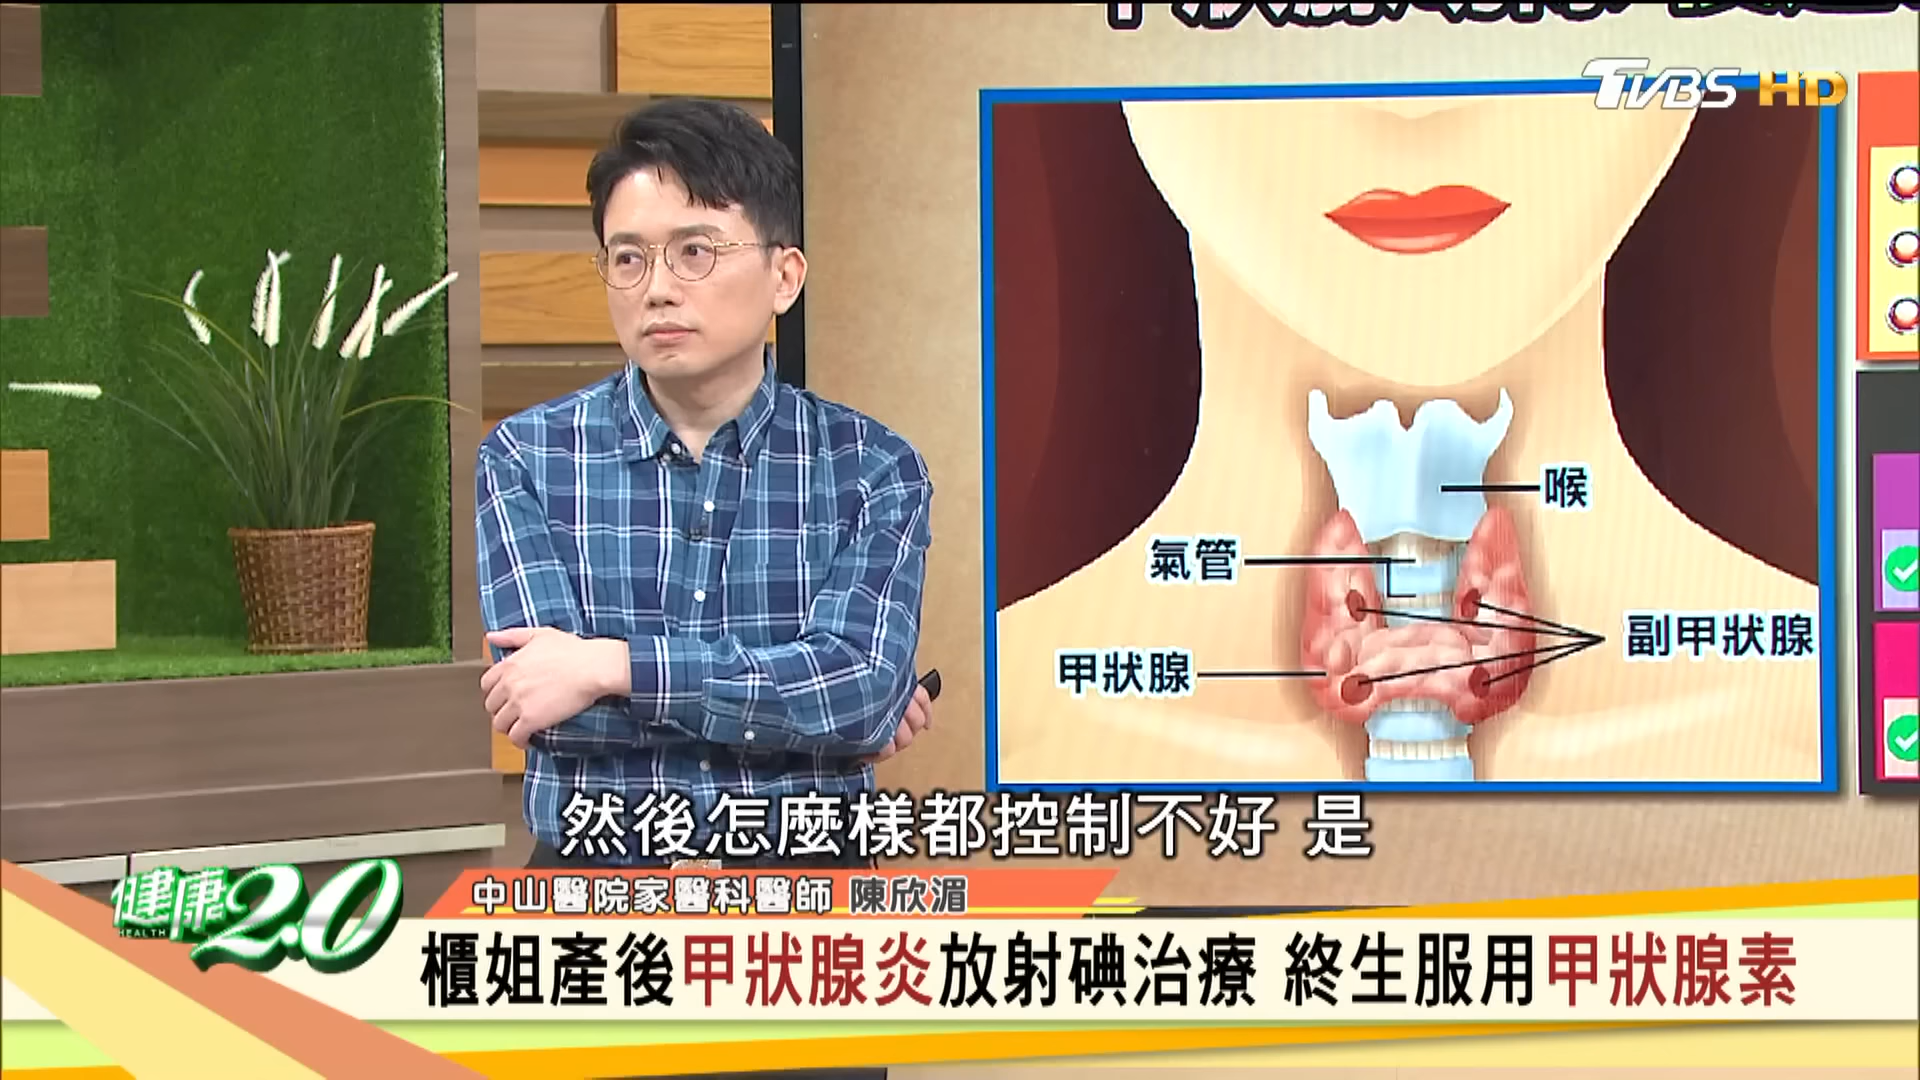 TVBS HD
喉
氣管
副甲狀腺
甲狀腺
然後怎麼樣都控制不好 是
健康2.0
HEALTH
中山醫院家醫科醫師 陳欣湄
櫃姐產後甲狀腺炎放射碘治療 終生服用甲狀腺素